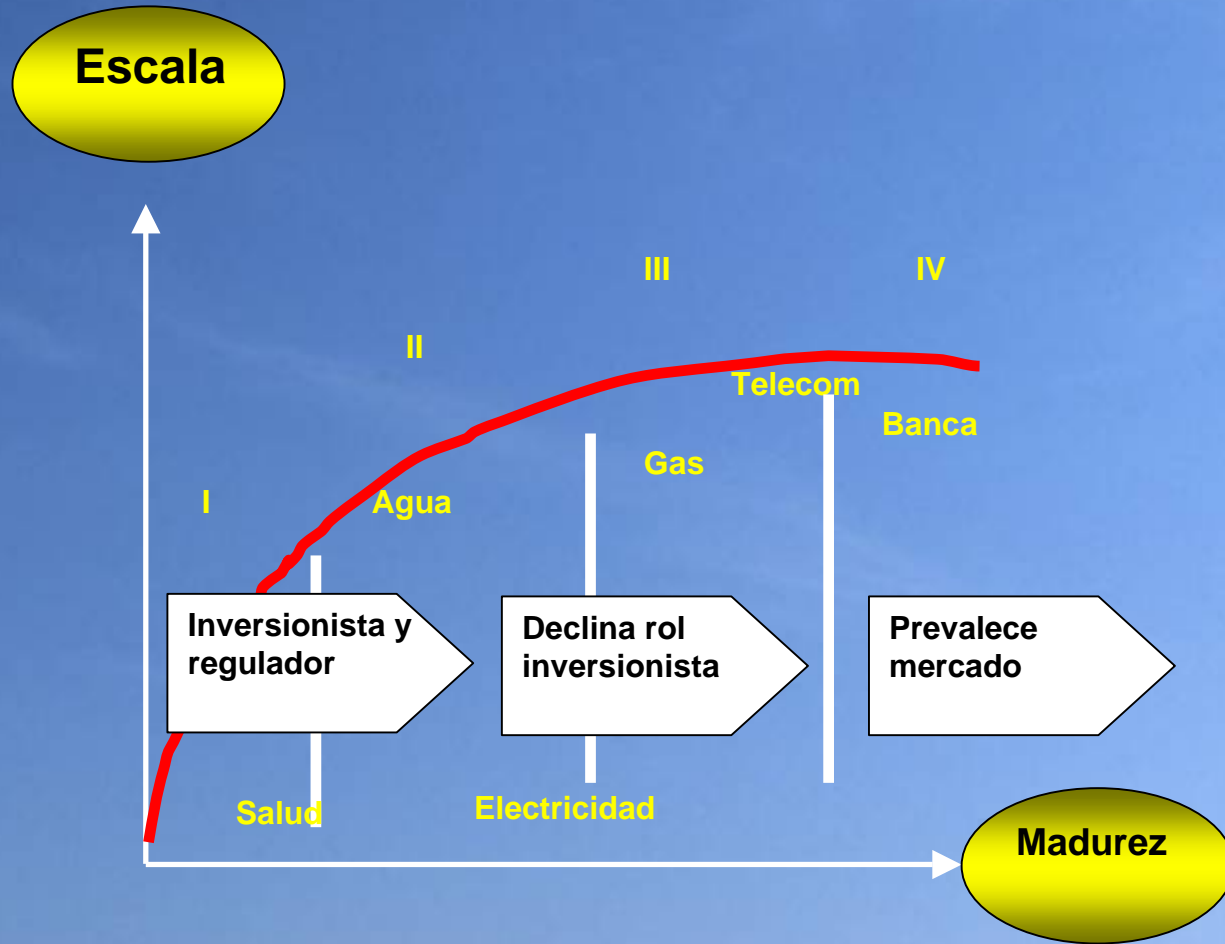 Escala
III
IV
II
Telecom
Banca
Gas
I
Agua
Inversionista y
regulador
Declina rol
inversionista
Prevalece
mercado
Salud
Electricidad
Madurez